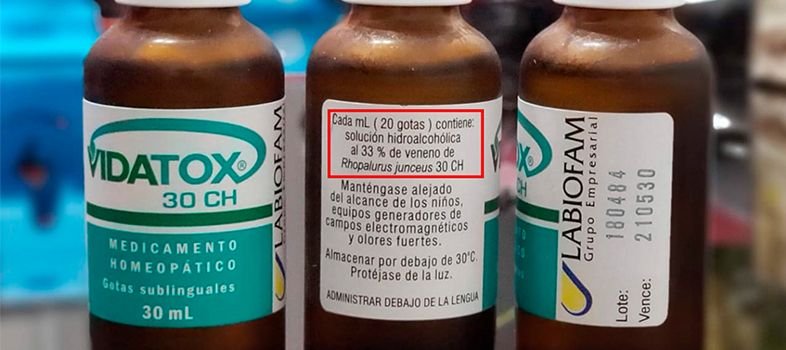 VIDATOX®
30 CH
MEDICAMENTO
HOMEOPÁTICO
Gotas sublinguales
30 mL
LABIOFAM
Cada mL ( 20 gotas ) contiene:
solución hidroalcohólica
al 33 % de veneno de
Rhopalurus junceus 30 CH
Manténgase alejado
del alcance de los niños,
equipos generadores de
campos electromagnéticos
y olores fuertes.
Almacenar por debajo de 30°C.
Protéjase de la luz.
ADMINISTRAR DEBAJO DE LA LENGUA
LABIOFAM
Grupo Empresarial
Lote: 180484
Vence: 210530